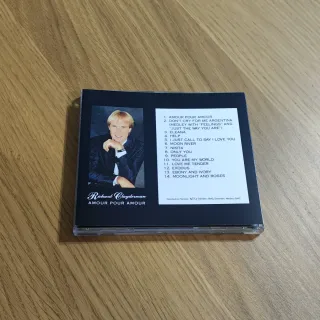 1. AMOUR POUR AMOUR
2. DON'T CRY FOR ME ARGENTINA
(MEDLEY WITH "FEELINGS" AND
"JUST THE WAY YOU ARE")
3. ELEANA
4. HELP
5. I JUST CALL TO SAY I LOVE YOU
6. MOON RIVER
7. NIKITA
8. ONLY YOU
9. PEOPLE
10. YOU ARE MY WORLD
11. LOVE ME TENDER
12. EXODUS
13. EBONY AND IVORY
14. MOONLIGHT AND ROSES
Richard Clayderman
AMOUR POUR AMOUR